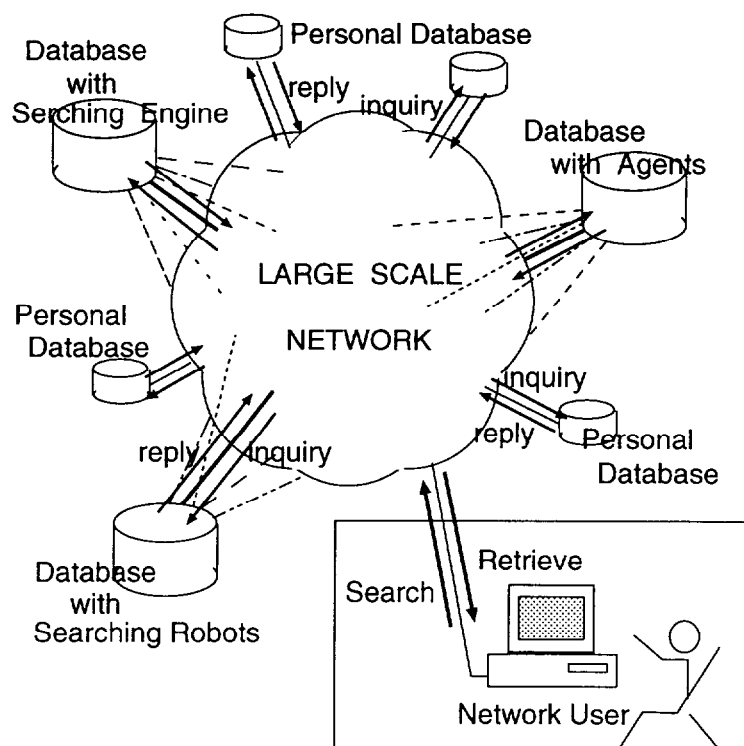 Personal Database
Database
with
Serching Engine
reply
inquiry
Database
with Agents
LARGE SCALE
NETWORK
Personal
Database
inquiry
reply
Personal
Database
reply
inquiry
Database
with
Searching Robots
Retrieve
Search
Network User